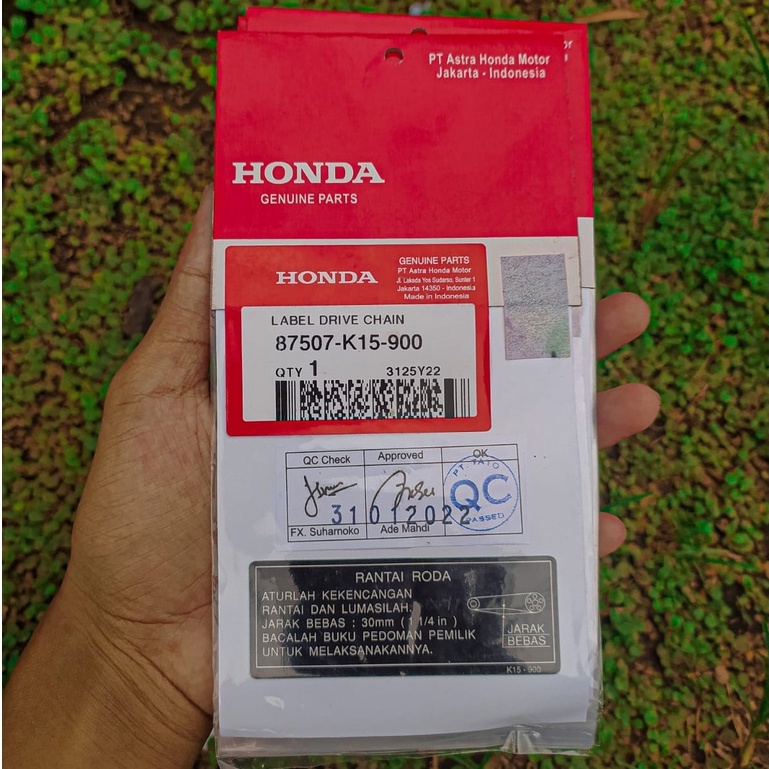 PT Astra Honda Motor
Jakarta - Indonesia
HONDA
GENUINE PARTS
HONDA
GENUINE PARTS
PT Astra Honda Motor
Jl. Laksda Yos Sudarso, Sunter 1
Jakarta 14350 - Indonesia
Made in Indonesia
LABEL DRIVE CHAIN
87507-K15-900
QTY 1
3125Y22
QC Check Approved OK
31 01 2022
FX. Suharnoko Ade Mahdi
QC
PASSED
RANTAI RODA
ATURLAH KEKENCANGAN
RANTAI DAN LUMASILAH.
JARAK BEBAS : 30mm ( 1 1/4 in )
BACALAH BUKU PEDOMAN PEMILIK
UNTUK MELAKSANAKANNYA.
JARAK
BEBAS
K15 - 900